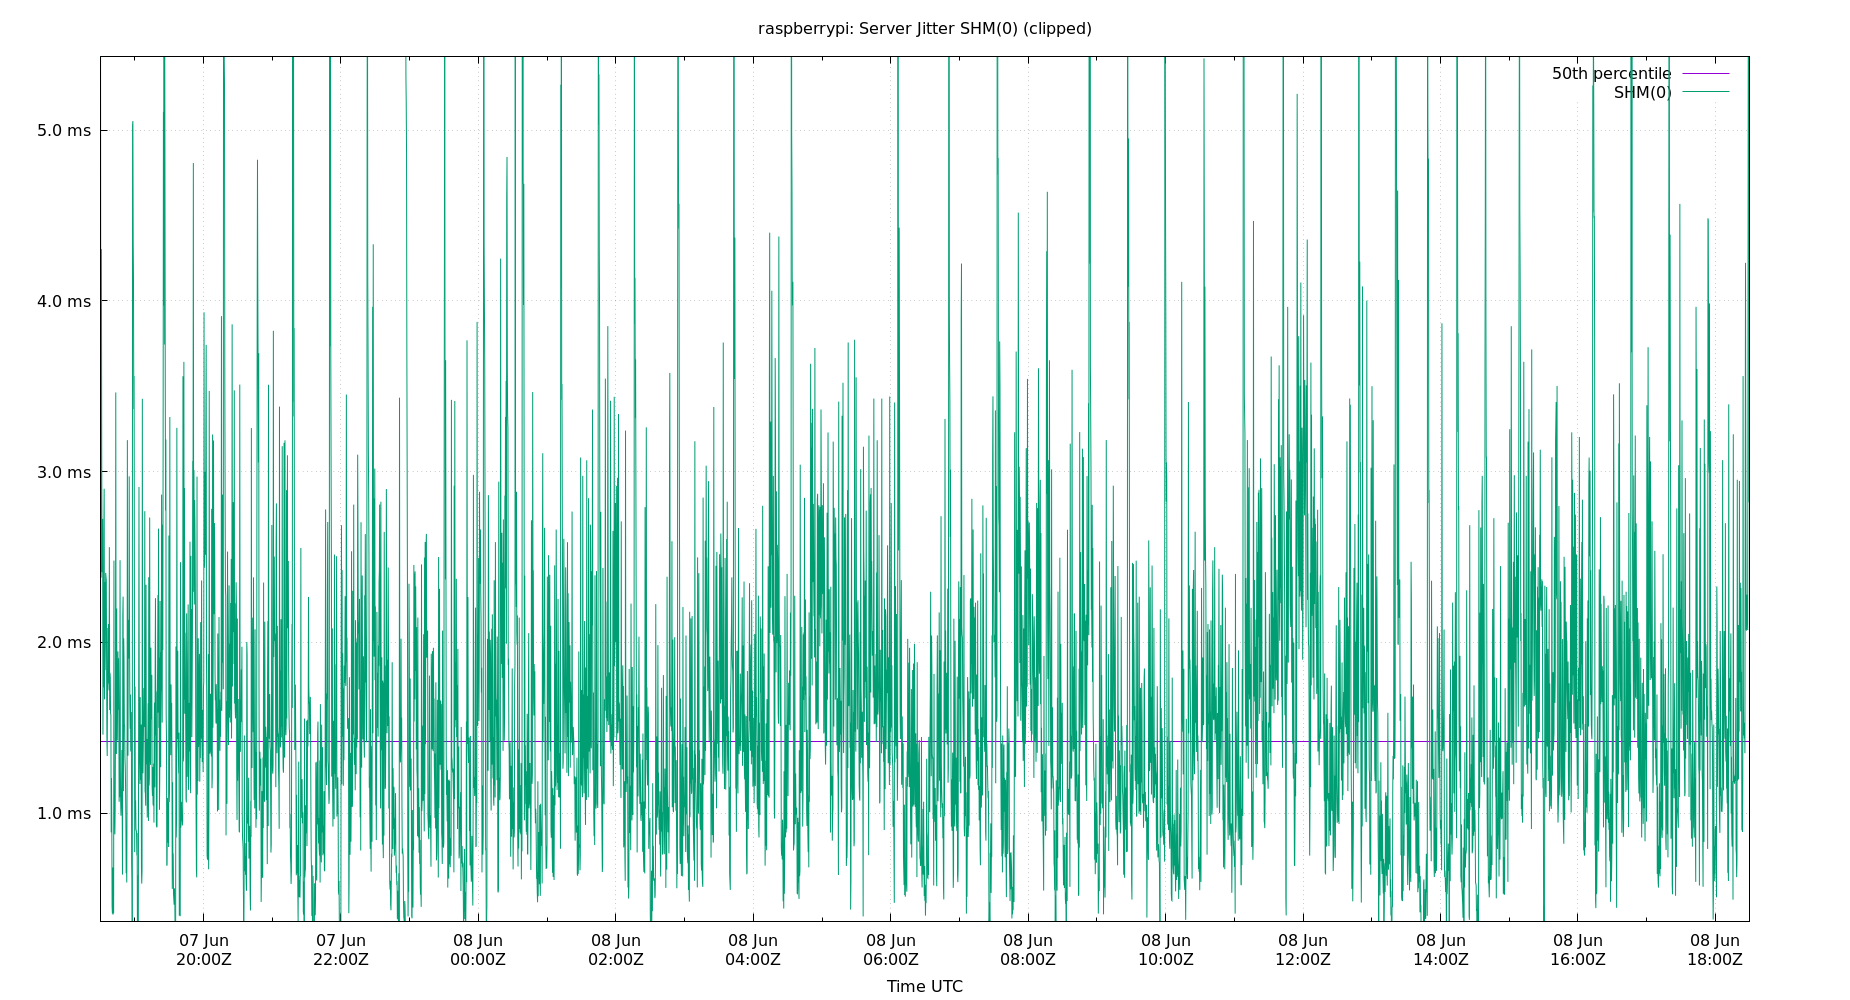 raspberrypi: Server Jitter SHM(0) (clipped)
50th percentile
SHM(0)
5.0 ms
4.0 ms
3.0 ms
2.0 ms
1.0 ms
07 Jun 07 Jun 08 Jun 08 Jun 08 Jun 08 Jun 08 Jun 08 Jun 08 Jun 08 Jun 08 Jun 08 Jun
20:00Z 22:00Z 00:00Z 02:00Z 04:00Z 06:00Z 08:00Z 10:00Z 12:00Z 14:00Z 16:00Z 18:00Z
Time UTC